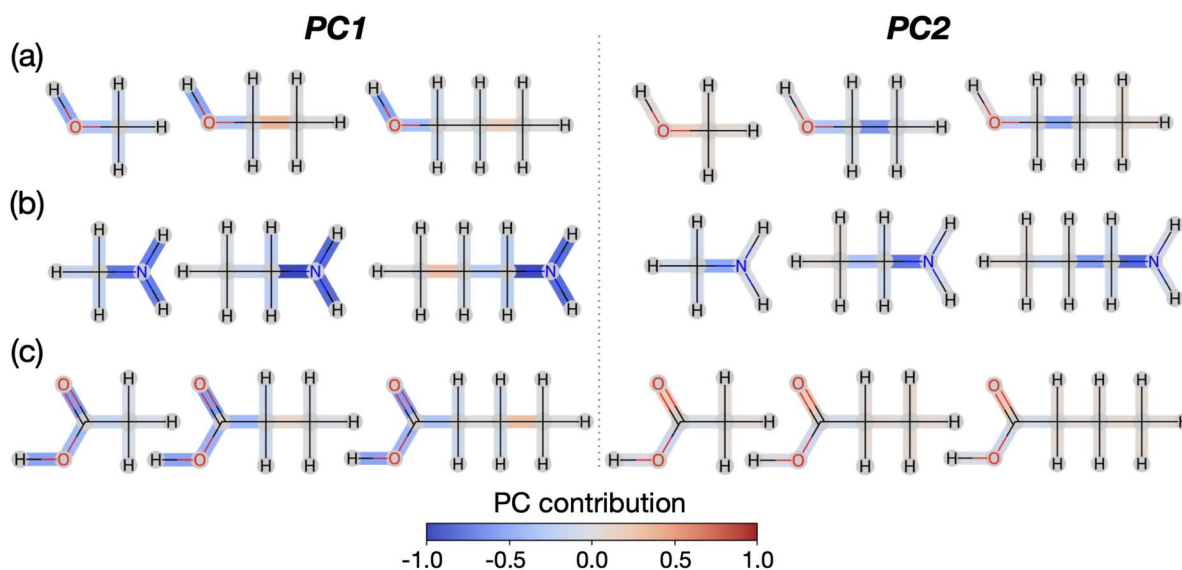 PC1 PC2
(a)
H H H H H H H H
O H O H O H
H H H H H H
H H H H H H H H
O H O H O H
H H H H H H
(b)
H H H H H H H H H
H N H N H N
H H H H H H H H H
H H H H H H H H H
H N H N H N
H H H H H H H H H
(c)
O H O H H O H H H
H H H
H O H H O H H H O H H H
O H O H H O H H H
H H H
H O H H O H H H O H H H
PC contribution
-1.0 -0.5 0.0 0.5 1.0